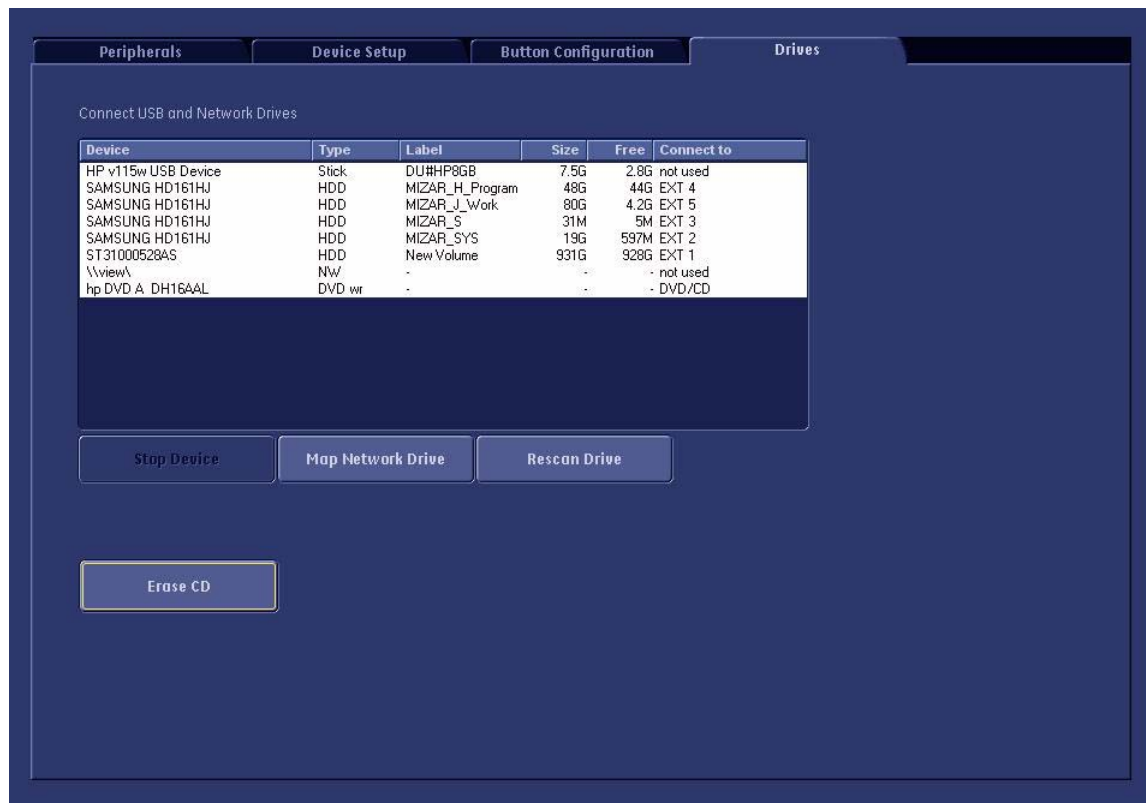 Peripherals Device Setup Button Configuration Drives
Connect USB and Network Drives
Device Type Label Size Free Connect to
HP v115w USB Device Stick DU#HP8GB 7.5G 2.8G not used
SAMSUNG HD161HJ HDD MIZAR_H_Program 48G 44G EXT 4
SAMSUNG HD161HJ HDD MIZAR_J_Work 80G 4.2G EXT 5
SAMSUNG HD161HJ HDD MIZAR_S 31M 5M EXT 3
SAMSUNG HD161HJ HDD MIZAR_SYS 19G 597M EXT 2
ST31000528AS HDD New Volume 931G 928G EXT 1
\\view\ NW - - - not used
hp DVD A DH16AAL DVD wr - - - DVD/CD
Stop Device Map Network Drive Rescan Drive
Erase CD